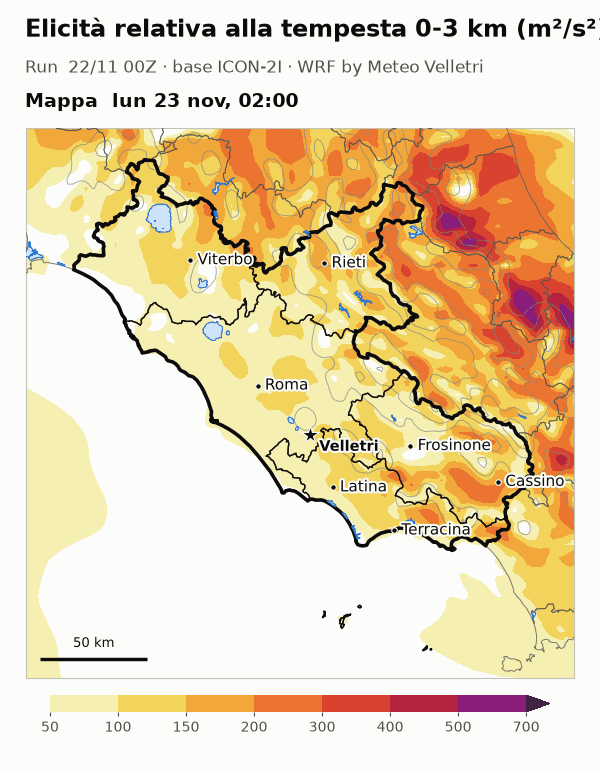 Elicità relativa alla tempesta 0-3 km (m²/s²)
Run  22/11 00Z · base ICON-2I · WRF by Meteo Velletri
Mappa  lun 23 nov, 02:00
Viterbo
Rieti
Roma
Velletri
Frosinone
Cassino
Latina
Terracina
50 km
50 100 150 200 300 400 500 700